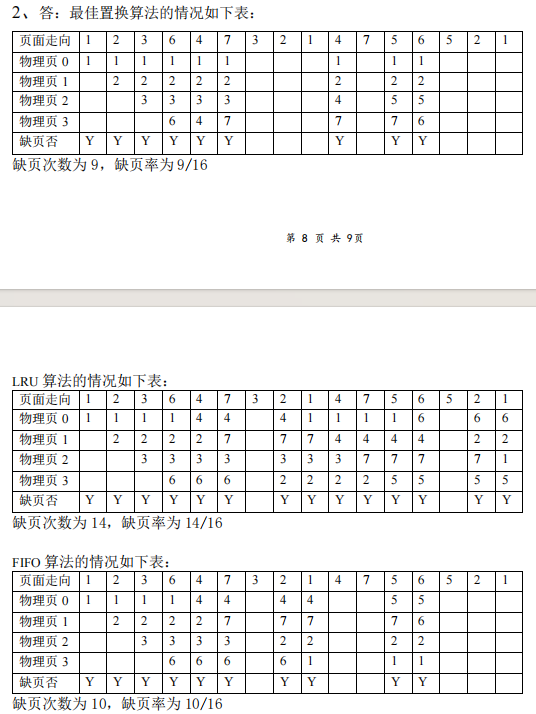 2、答：最佳置换算法的情况如下表：
页面走向 1 2 3 6 4 7 3 2 1 4 7 5 6 5 2 1
物理页 0 1 1 1 1 1 1 1 1 1
物理页 1 2 2 2 2 2 2 2 2
物理页 2 3 3 3 3 4 5 5
物理页 3 6 4 7 7 7 6
缺页否 Y Y Y Y Y Y Y Y Y
缺页次数为 9，缺页率为 9/16
第 8 页 共 9页
LRU 算法的情况如下表：
页面走向 1 2 3 6 4 7 3 2 1 4 7 5 6 5 2 1
物理页 0 1 1 1 1 4 4 4 1 1 1 1 6 6 6
物理页 1 2 2 2 2 7 7 7 4 4 4 4 2 2
物理页 2 3 3 3 3 3 3 3 7 7 7 7 1
物理页 3 6 6 6 2 2 2 2 5 5 5 5
缺页否 Y Y Y Y Y Y Y Y Y Y Y Y Y Y
缺页次数为 14，缺页率为 14/16
FIFO 算法的情况如下表：
页面走向 1 2 3 6 4 7 3 2 1 4 7 5 6 5 2 1
物理页 0 1 1 1 1 4 4 4 4 5 5
物理页 1 2 2 2 2 7 7 7 7 6
物理页 2 3 3 3 3 2 2 2 2
物理页 3 6 6 6 6 1 1 1
缺页否 Y Y Y Y Y Y Y Y Y Y
缺页次数为 10，缺页率为 10/16